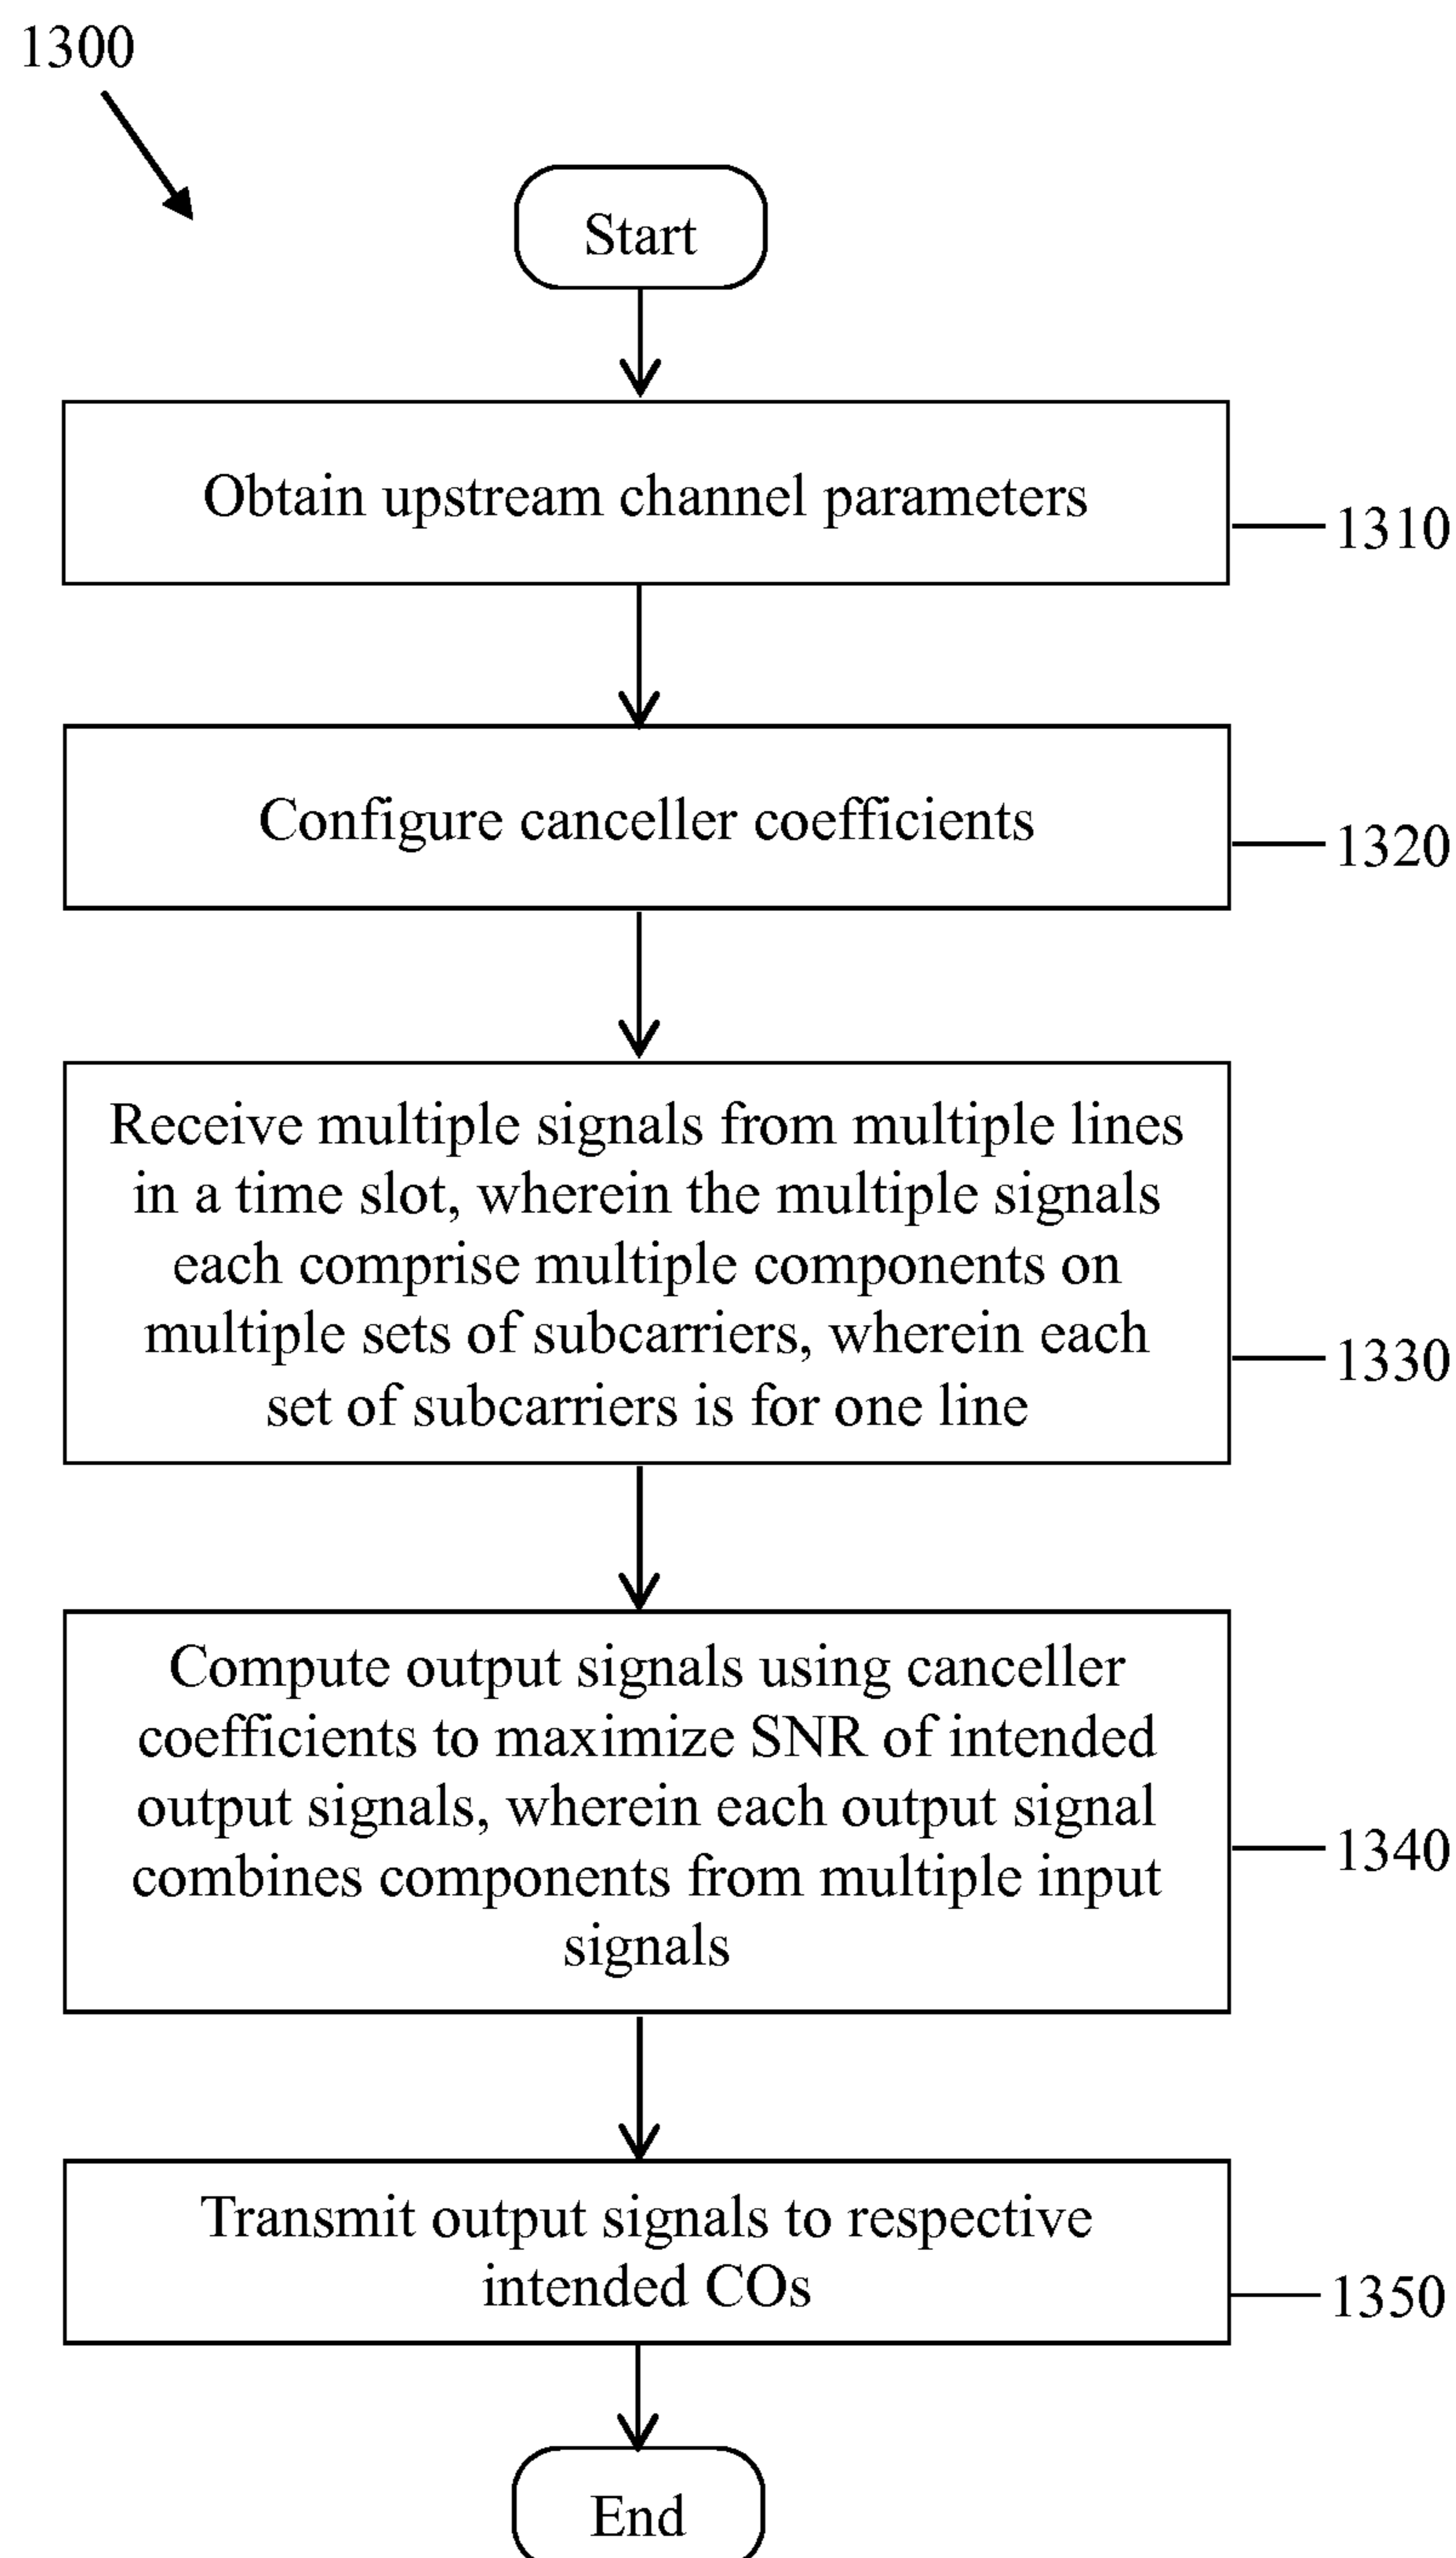 1300
Start
Obtain upstream channel parameters
1310
Configure canceller coefficients
1320
Receive multiple signals from multiple lines
in a time slot, wherein the multiple signals
each comprise multiple components on
multiple sets of subcarriers, wherein each
set of subcarriers is for one line
1330
Compute output signals using canceller
coefficients to maximize SNR of intended
output signals, wherein each output signal
combines components from multiple input
signals
1340
Transmit output signals to respective
intended COs
1350
End